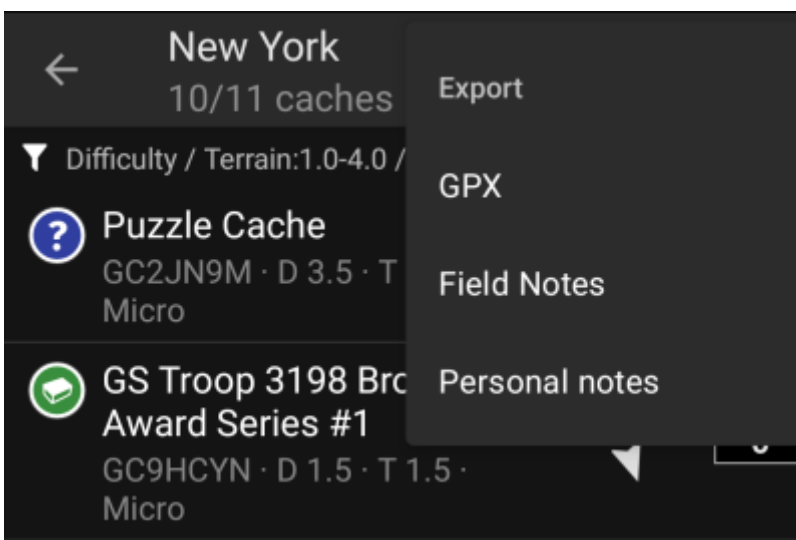 New York
10/11 caches
Difficulty / Terrain:1.0-4.0 /
Puzzle Cache
GC2JN9M · D 3.5 · T
Micro
GS Troop 3198 Bro
Award Series #1
GC9HCYN · D 1.5 · T 1.5 ·
Micro
Export
GPX
Field Notes
Personal notes